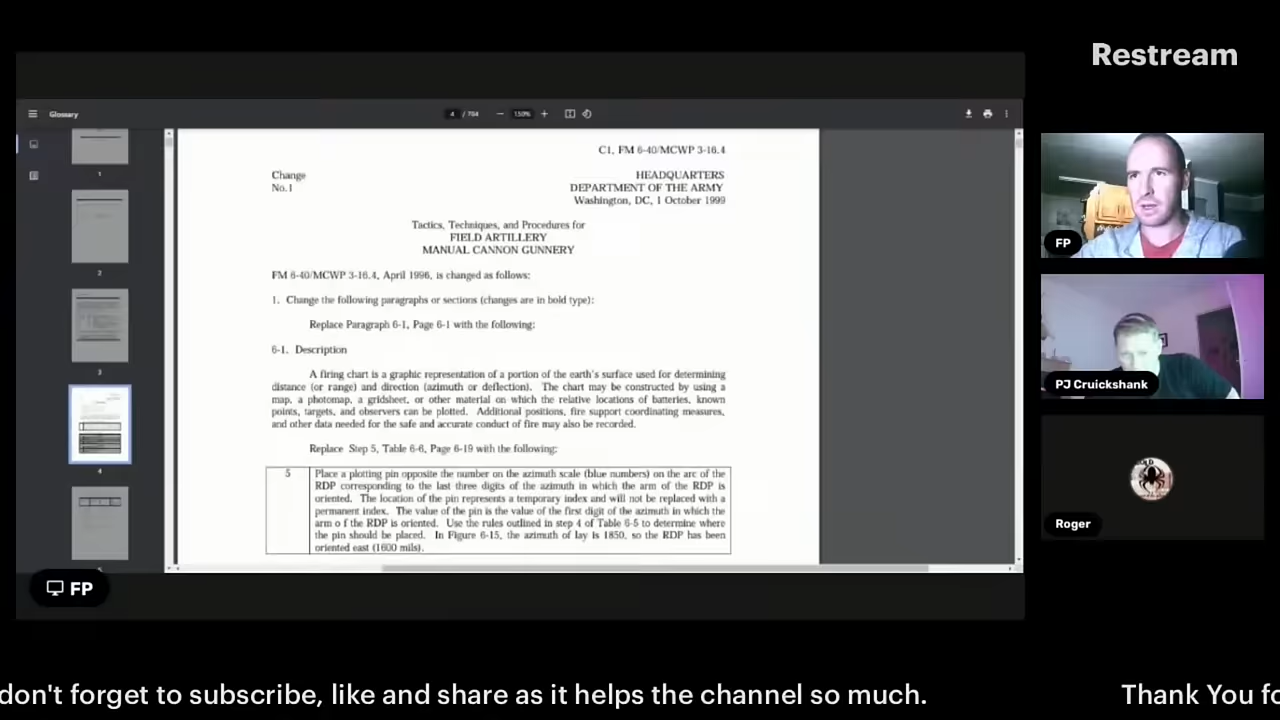 Restream
Glossary
4 / 704
150%
1
2
3
4
C1, FM 6-40/MCWP 3-16.4
Change
No.1
HEADQUARTERS
DEPARTMENT OF THE ARMY
Washington, DC, 1 October 1999
Tactics, Techniques, and Procedures for
FIELD ARTILLERY
MANUAL CANNON GUNNERY
FM 6-40/MCWP 3-16.4, April 1996, is changed as follows:
1. Change the following paragraphs or sections (changes are in bold type):
Replace Paragraph 6-1, Page 6-1 with the following:
6-1. Description
A firing chart is a graphic representation of a portion of the earth's surface used for determining
distance (or range) and direction (azimuth or deflection). The chart may be constructed by using a
map, a photomap, a gridsheet, or other material on which the relative locations of batteries, known
points, targets, and observers can be plotted. Additional positions, fire support coordinating measures,
and other data needed for the safe and accurate conduct of fire may also be recorded.
Replace Step 5, Table 6-6, Page 6-19 with the following:
5
Place a plotting pin opposite the number on the azimuth scale (blue numbers) on the arc of the
RDP corresponding to the last three digits of the azimuth in which the arm of the RDP is
oriented. The location of the pin represents a temporary index and will not be replaced with a
permanent index. The value of the pin is the value of the first digit of the azimuth in which the
arm o f the RDP is oriented. Use the rules outlined in step 4 of Table 6-5 to determine where
the pin should be placed. In Figure 6-15, the azimuth of lay is 1850, so the RDP has been
oriented east (1600 mils).
FP
FP
PJ Cruickshank
Roger
don't forget to subscribe, like and share as it helps the channel so much.
Thank You fo